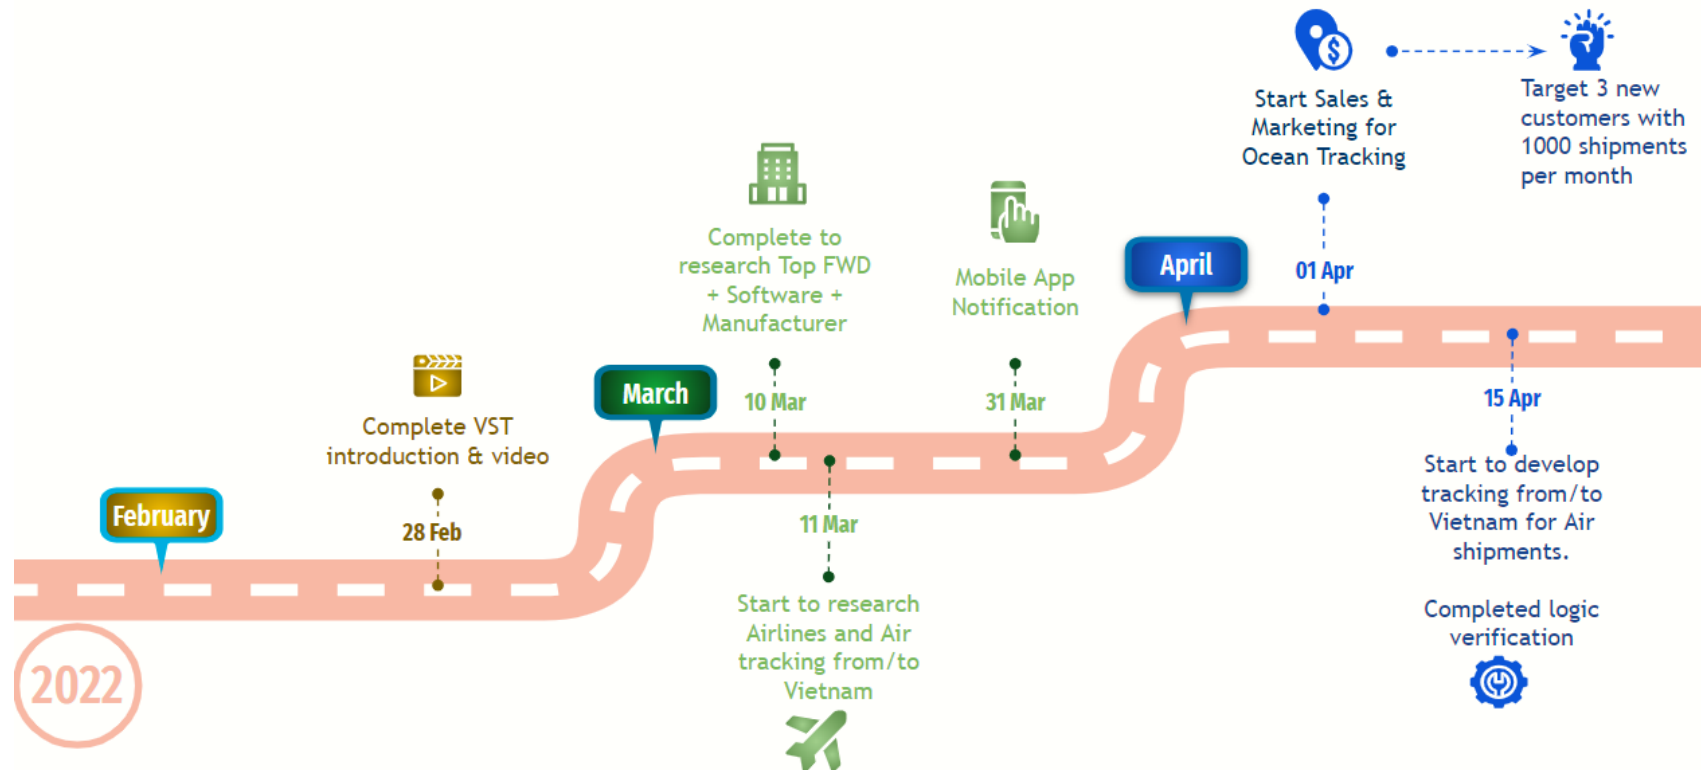 Start Sales &
Marketing for
Ocean Tracking
Target 3 new
customers with
1000 shipments
per month
Complete to
research Top FWD
+ Software +
Manufacturer
Mobile App
Notification
April
01 Apr
Complete VST
introduction & video
March
10 Mar
31 Mar
15 Apr
February
28 Feb
11 Mar
Start to develop
tracking from/to
Vietnam for Air
shipments.
Completed logic
verification
Start to research
Airlines and Air
tracking from/to
Vietnam
2022